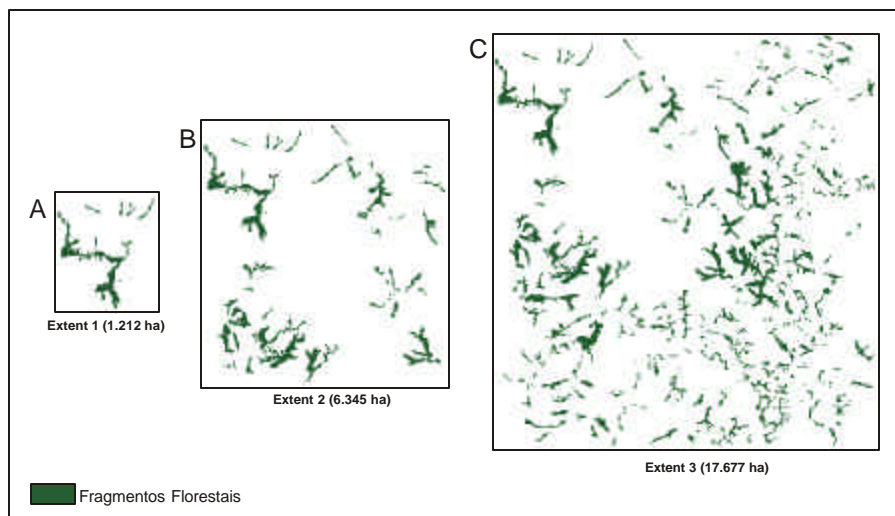 A
Extent 1 (1.212 ha)
B
Extent 2 (6.345 ha)
C
Extent 3 (17.677 ha)
Fragmentos Florestais